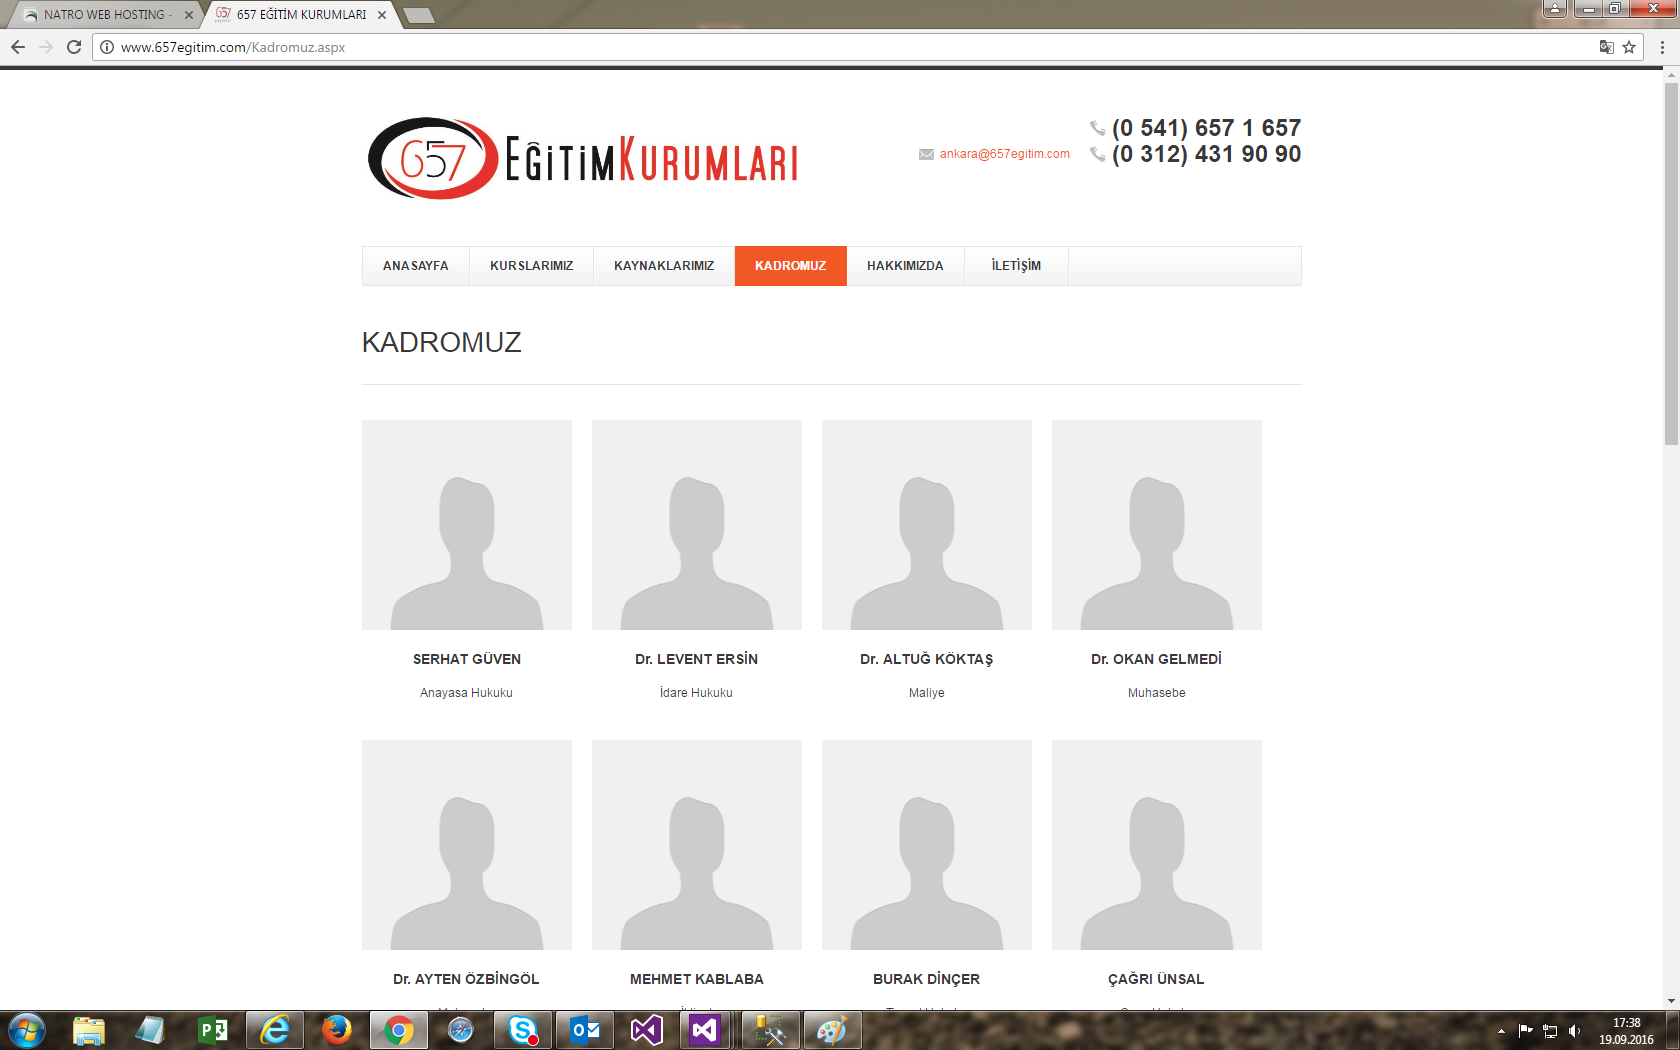 NATRO WEB HOSTING -
657 EĞİTİM KURUMLARI
www.657egitim.com/Kadromuz.aspx
657 EĞİTİM KURUMLARI
ankara@657egitim.com
(0 541) 657 1 657
(0 312) 431 90 90
ANASAYFA KURSLARIMIZ KAYNAKLARIMIZ KADROMUZ HAKKIMIZDA İLETİŞİM
KADROMUZ
SERHAT GÜVEN Dr. LEVENT ERSİN Dr. ALTUĞ KÖKTAŞ Dr. OKAN GELMEDİ
Anayasa Hukuku İdare Hukuku Maliye Muhasebe
Dr. AYTEN ÖZBİNGÖL MEHMET KABLABA BURAK DİNÇER ÇAĞRI ÜNSAL
17:38
19.09.2016